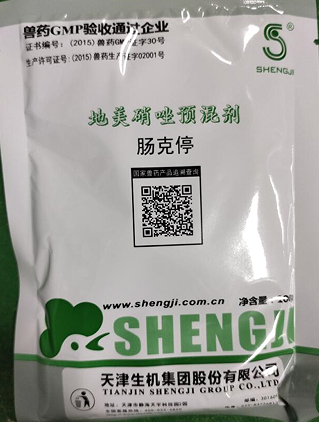 兽药GMP验收通过企业
证书编号：（2015）兽药GMP证字30号
生产许可证号：（2015）兽药生产证字02001号
SHENGJI
地美硝唑预混剂
肠克停
国家兽药产品追溯查询
www.shengji.com.cn
净含量：
SHENGJI
天津生机集团股份有限公司
TIANJIN SHENGJI GROUP CO.,LTD.